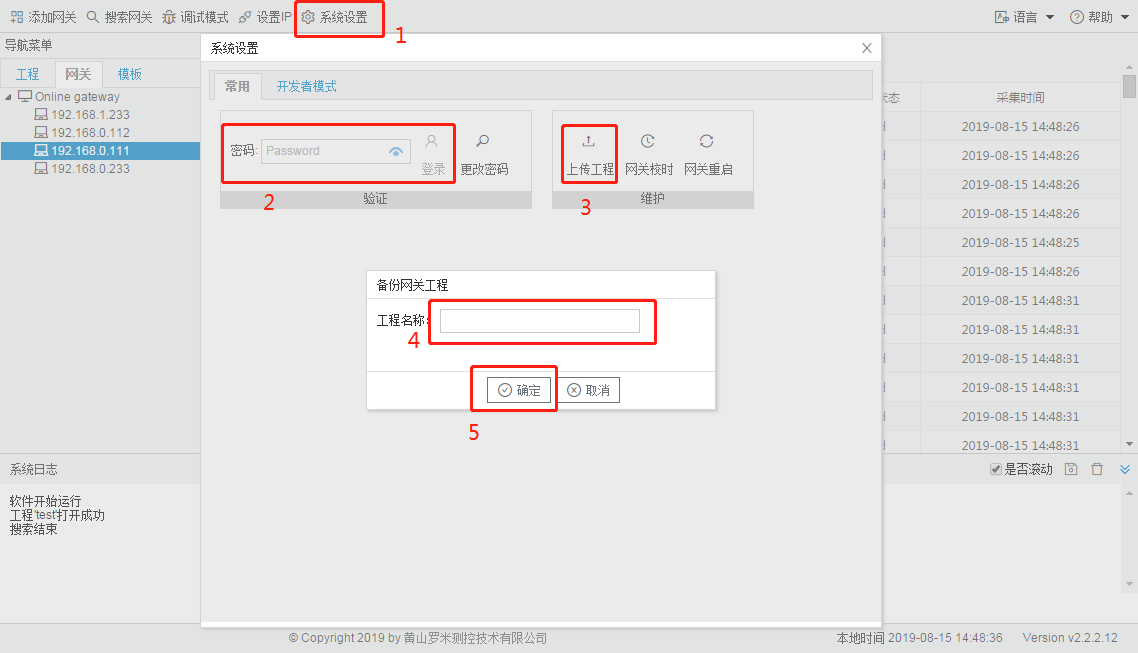 添加网关 搜索网关 调试模式 设置IP 系统设置 语言 帮助
1
导航菜单
工程 网关 模板
Online gateway
192.168.1.233
192.168.0.112
192.168.0.111
192.168.0.233
系统设置
常用 开发者模式
密码: Password 登录 更改密码
验证
2
上传工程 网关校时 网关重启
维护
3
备份网关工程
工程名称:
4
确定 取消
5
状态 采集时间
2019-08-15 14:48:26
2019-08-15 14:48:26
2019-08-15 14:48:26
2019-08-15 14:48:26
2019-08-15 14:48:25
2019-08-15 14:48:26
2019-08-15 14:48:31
2019-08-15 14:48:31
2019-08-15 14:48:31
2019-08-15 14:48:31
2019-08-15 14:48:31
2019-08-15 14:48:31
系统日志 是否滚动
软件开始运行
工程'test'打开成功
搜索结束
© Copyright 2019 by 黄山罗米测控技术有限公司 本地时间 2019-08-15 14:48:36 Version v2.2.2.12